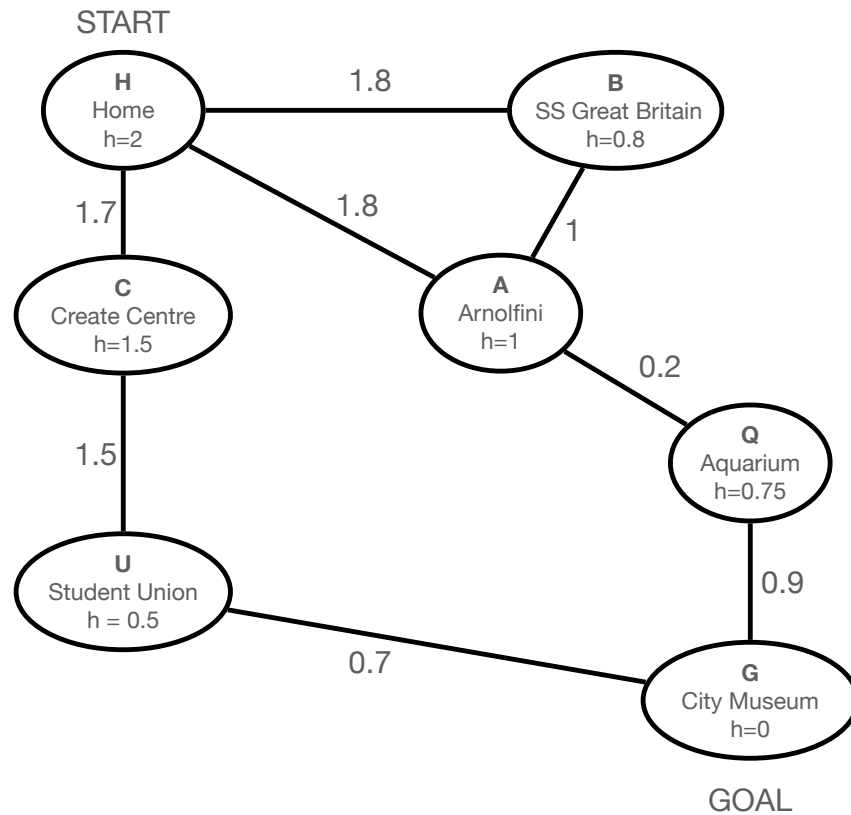 START
H
Home
h=2
1.8
B
SS Great Britain
h=0.8
1.7
1.8
1
C
Create Centre
h=1.5
A
Arnolfini
h=1
0.2
1.5
Q
Aquarium
h=0.75
U
Student Union
h = 0.5
0.9
0.7
G
City Museum
h=0
GOAL